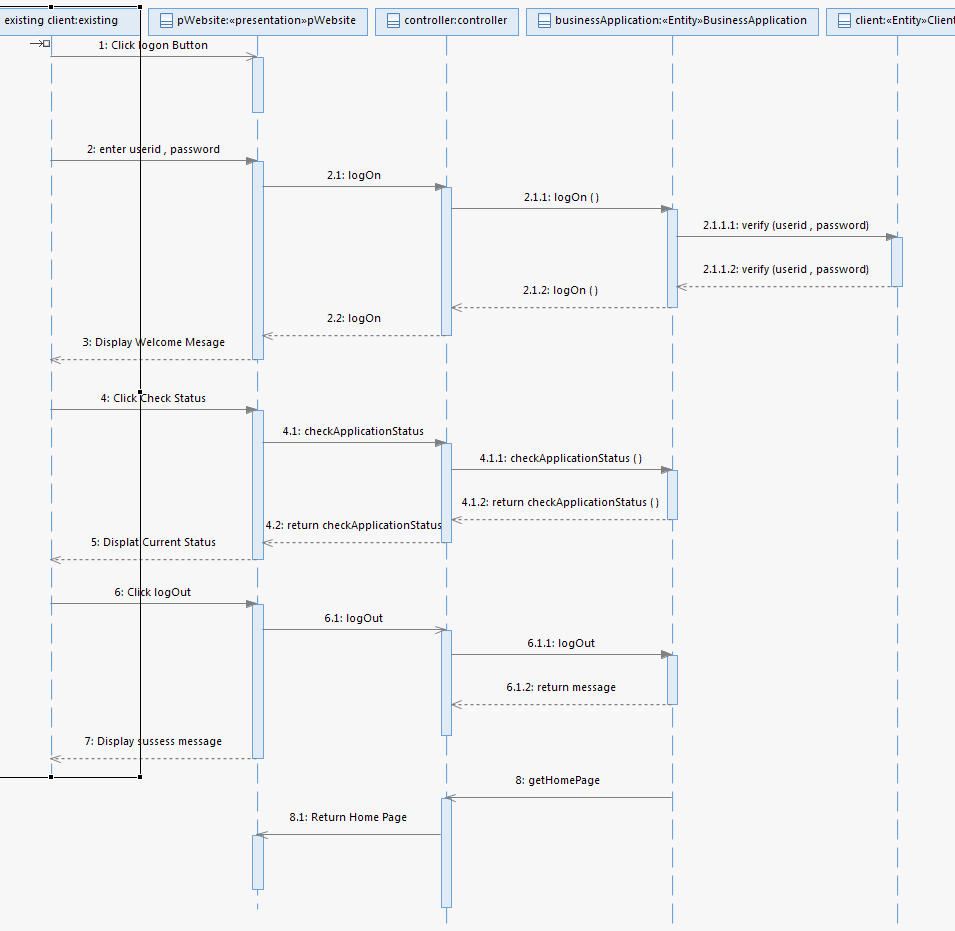 existing client:existing
pWebsite:«presentation»pWebsite
controller:controller
businessApplication:«Entity»BusinessApplication
client:«Entity»Client
1: Click logon Button
2: enter userid , password
2.1: logOn
2.1.1: logOn ( )
2.1.1.1: verify (userid , password)
2.1.1.2: verify (userid , password)
2.1.2: logOn ( )
2.2: logOn
3: Display Welcome Mesage
4: Click Check Status
4.1: checkApplicationStatus
4.1.1: checkApplicationStatus ( )
4.1.2: return checkApplicationStatus ( )
4.2: return checkApplicationStatus
5: Displat Current Status
6: Click logOut
6.1: logOut
6.1.1: logOut
6.1.2: return message
7: Display sussess message
8: getHomePage
8.1: Return Home Page